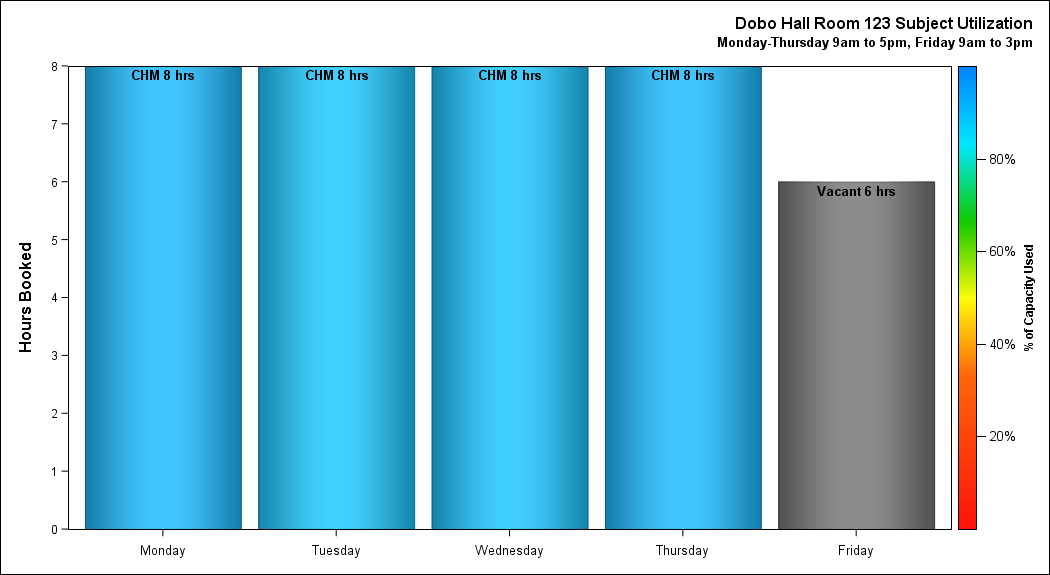 Dobo Hall Room 123 Subject Utilization
Monday-Thursday 9am to 5pm, Friday 9am to 3pm
Hours Booked
8
7
6
5
4
3
2
1
0
CHM 8 hrs
CHM 8 hrs
CHM 8 hrs
CHM 8 hrs
Vacant 6 hrs
Monday
Tuesday
Wednesday
Thursday
Friday
80%
60%
40%
20%
% of Capacity Used